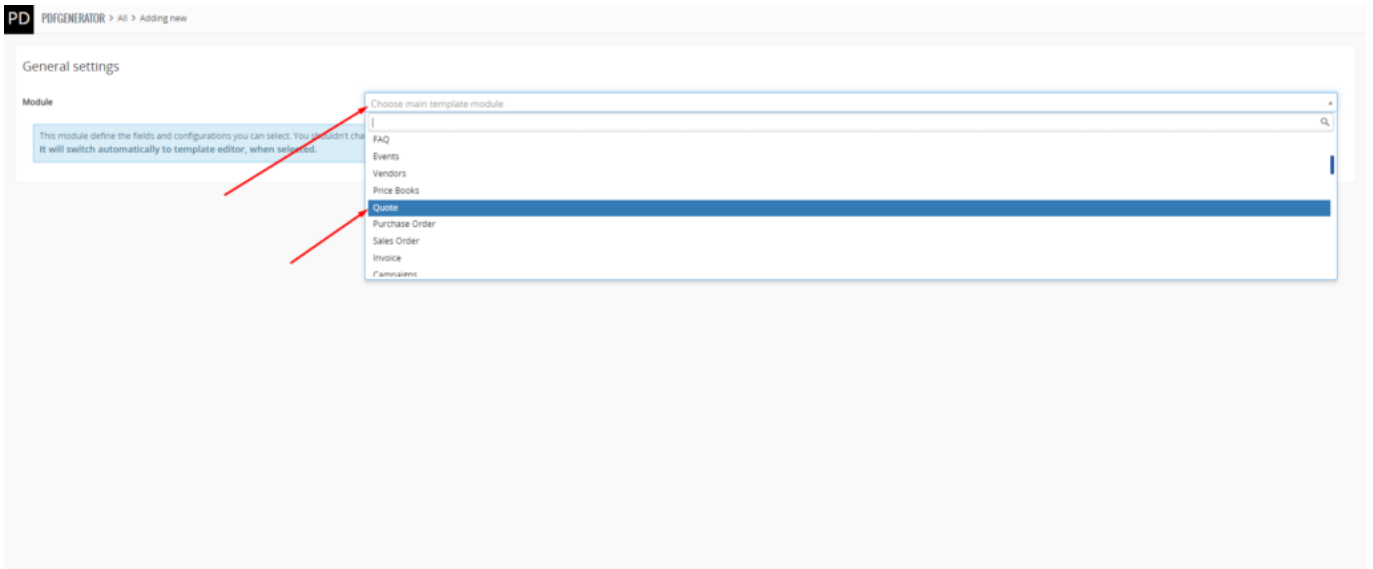 PD PDFGENERATOR > All > Adding new
General settings
Module
Choose main template module
This module define the fields and configurations you can select. You shouldn't cha
It will switch automatically to template editor, when selected.
FAQ
Events
Vendors
Price Books
Quote
Purchase Order
Sales Order
Invoice
Campaigns